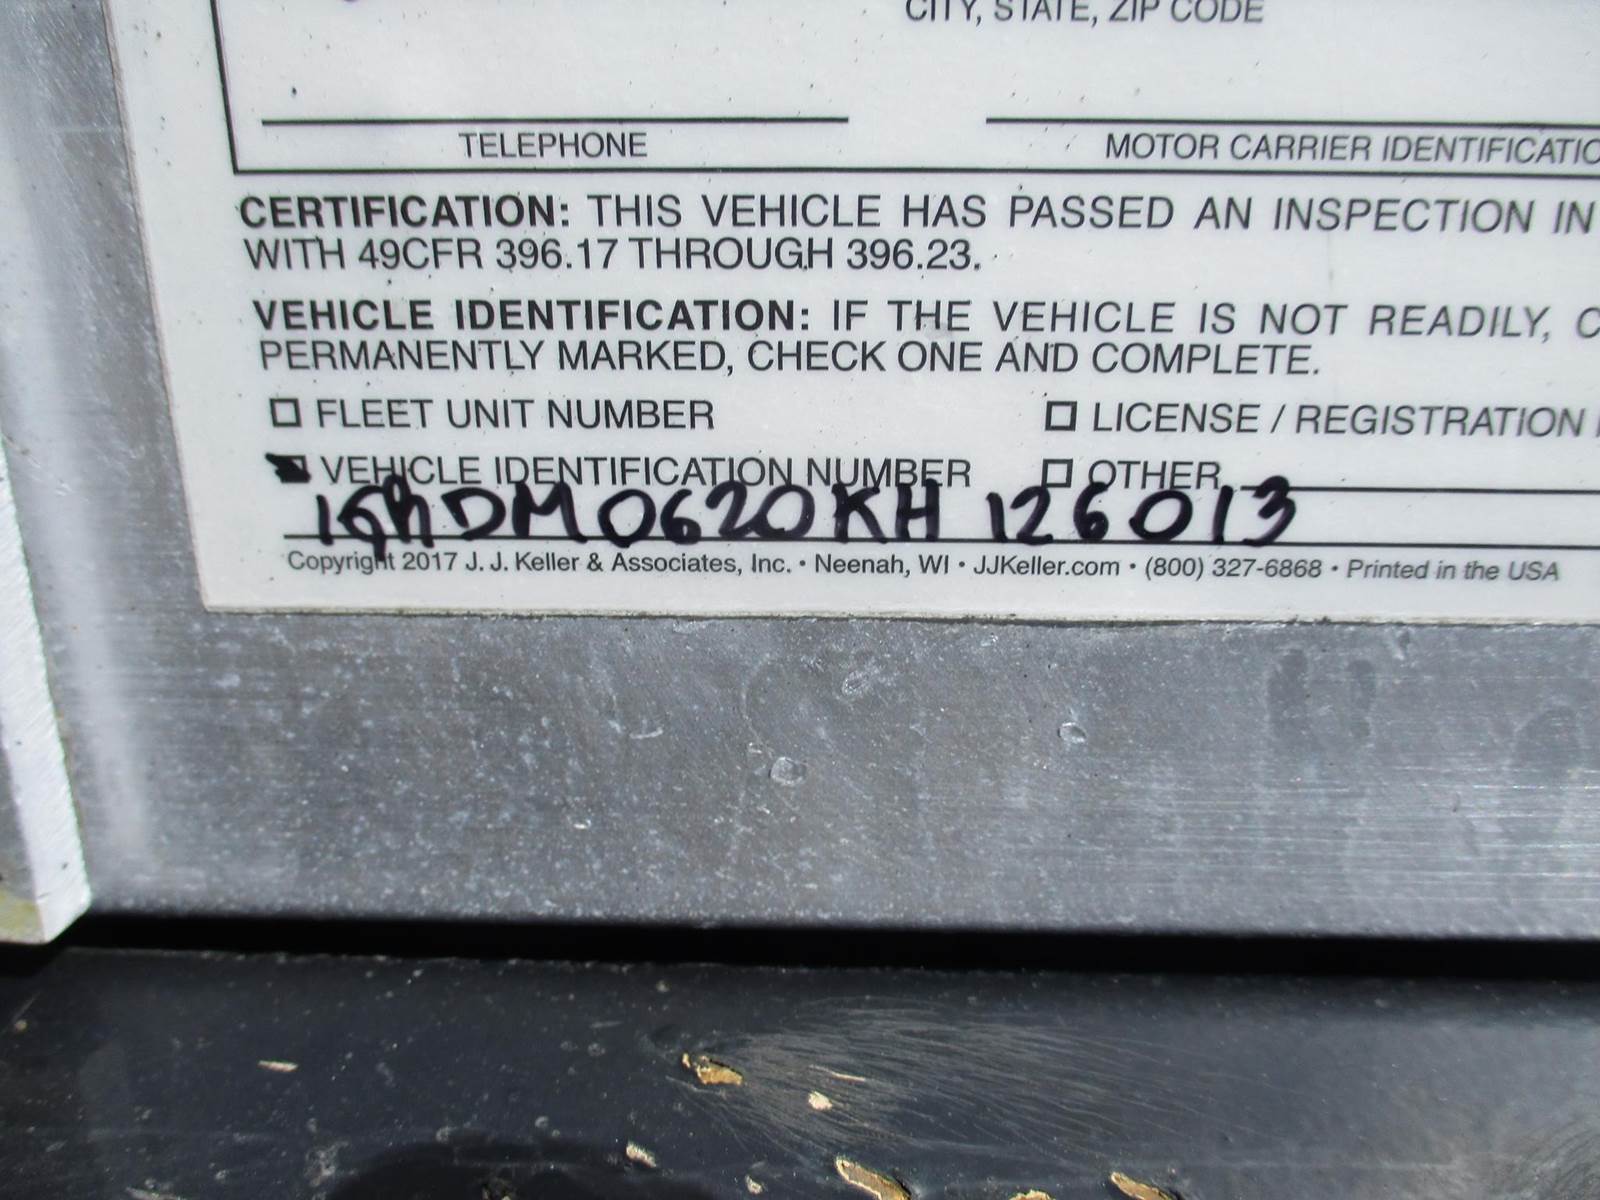 CITY, STATE, ZIP CODE
TELEPHONE
MOTOR CARRIER IDENTIFICATIO
CERTIFICATION: THIS VEHICLE HAS PASSED AN INSPECTION IN
WITH 49CFR 396.17 THROUGH 396.23.
VEHICLE IDENTIFICATION: IF THE VEHICLE IS NOT READILY, C
PERMANENTLY MARKED, CHECK ONE AND COMPLETE.
FLEET UNIT NUMBER
LICENSE / REGISTRATION
VEHICLE IDENTIFICATION NUMBER
OTHER
1GRDM0620KH126013
Copyright 2017 J. J. Keller & Associates, Inc. • Neenah, WI • JJKeller.com • (800) 327-6868 • Printed in the USA